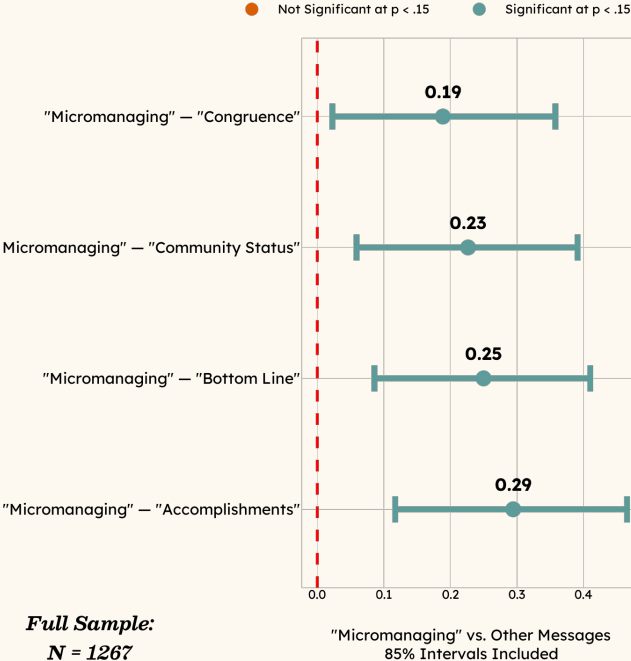 Not Significant at p < .15 Significant at p < .15
0.19
"Micromanaging" — "Congruence"
0.23
Micromanaging" — "Community Status"
0.25
"Micromanaging" — "Bottom Line"
0.29
"Micromanaging" — "Accomplishments"
0.0 0.1 0.2 0.3 0.4
Full Sample:
N = 1267
"Micromanaging" vs. Other Messages
85% Intervals Included